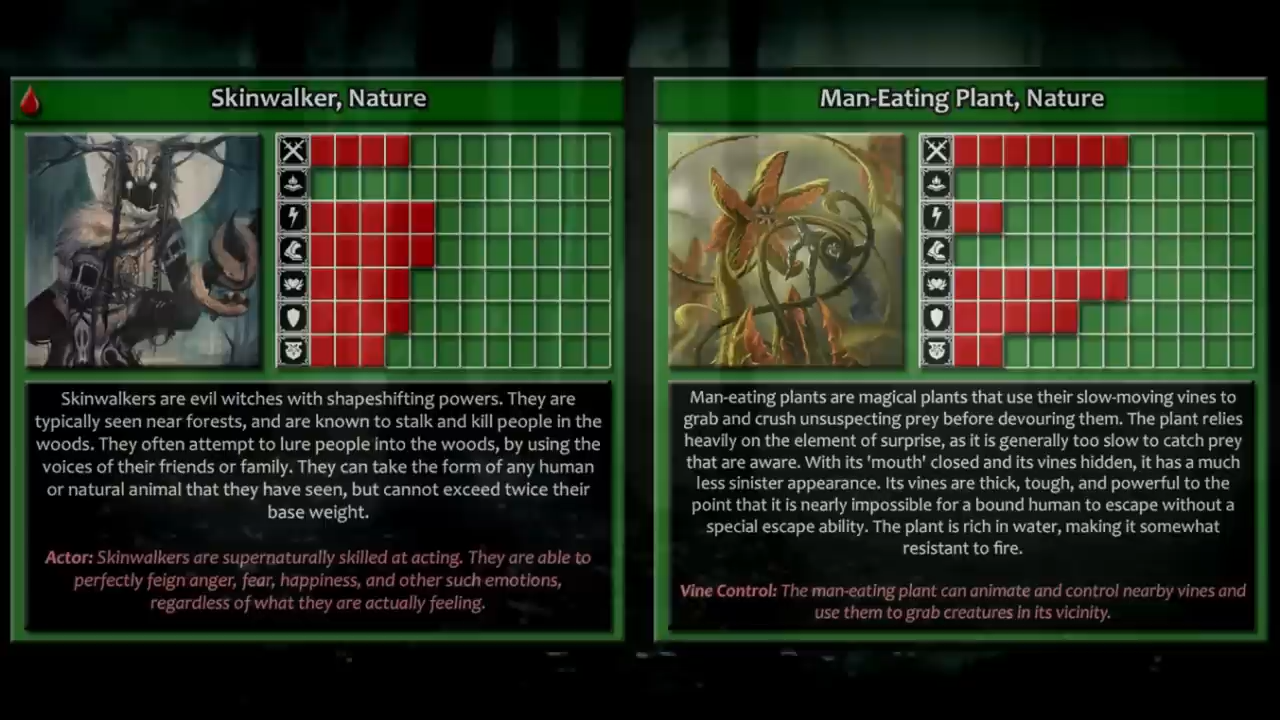 Skinwalker, Nature
Skinwalkers are evil witches with shapeshifting powers. They are
typically seen near forests, and are known to stalk and kill people in the
woods. They often attempt to lure people into the woods, by using the
voices of their friends or family. They can take the form of any human
or natural animal that they have seen, but cannot exceed twice their
base weight.
Actor: Skinwalkers are supernaturally skilled at acting. They are able to
perfectly feign anger, fear, happiness, and other such emotions,
regardless of what they are actually feeling.
Man-Eating Plant, Nature
Man-eating plants are magical plants that use their slow-moving vines to
grab and crush unsuspecting prey before devouring them. The plant relies
heavily on the element of surprise, as it is generally too slow to catch prey
that are aware. With its 'mouth' closed and its vines hidden, it has a much
less sinister appearance. Its vines are thick, tough, and powerful to the
point that it is nearly impossible for a bound human to escape without a
special escape ability. The plant is rich in water, making it somewhat
resistant to fire.
Vine Control: The man-eating plant can animate and control nearby vines and
use them to grab creatures in its vicinity.